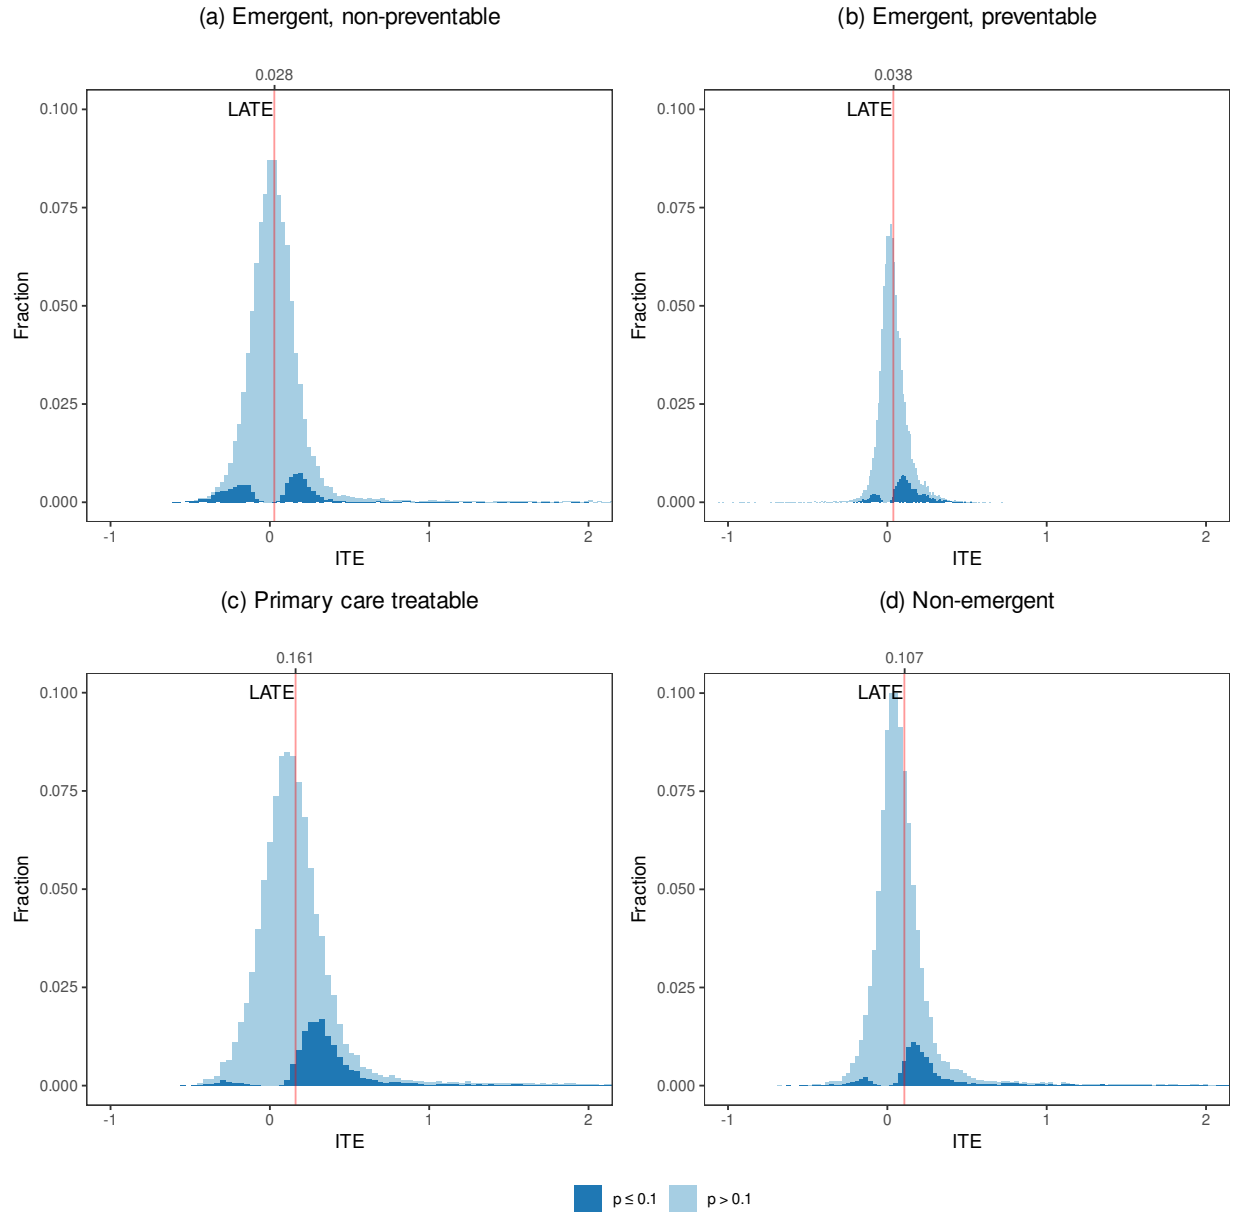 (a) Emergent, non-preventable
0.028
LATE
0.100
0.075
0.050
0.025
0.000
Fraction
-1 0 1 2
ITE
(b) Emergent, preventable
0.038
LATE
0.100
0.075
0.050
0.025
0.000
Fraction
-1 0 1 2
ITE
(c) Primary care treatable
0.161
LATE
0.100
0.075
0.050
0.025
0.000
Fraction
-1 0 1 2
ITE
(d) Non-emergent
0.107
LATE
0.100
0.075
0.050
0.025
0.000
Fraction
-1 0 1 2
ITE
p ≤ 0.1 p > 0.1